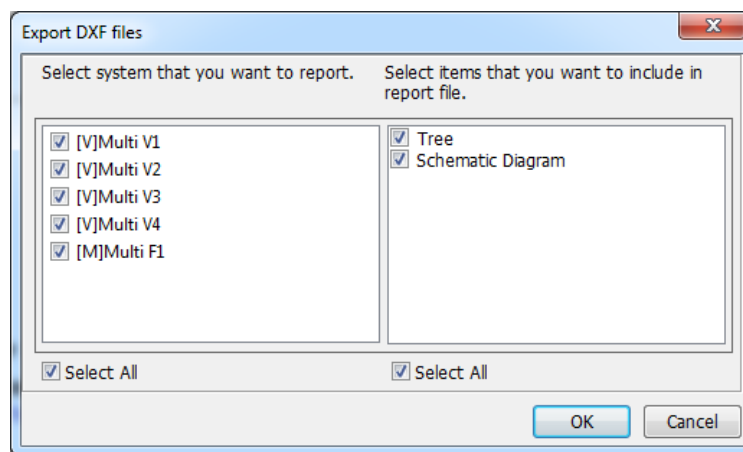 Export DXF files
Select system that you want to report.
Select items that you want to include in
report file.
[V]Multi V1
[V]Multi V2
[V]Multi V3
[V]Multi V4
[M]Multi F1
Tree
Schematic Diagram
Select All
Select All
OK
Cancel